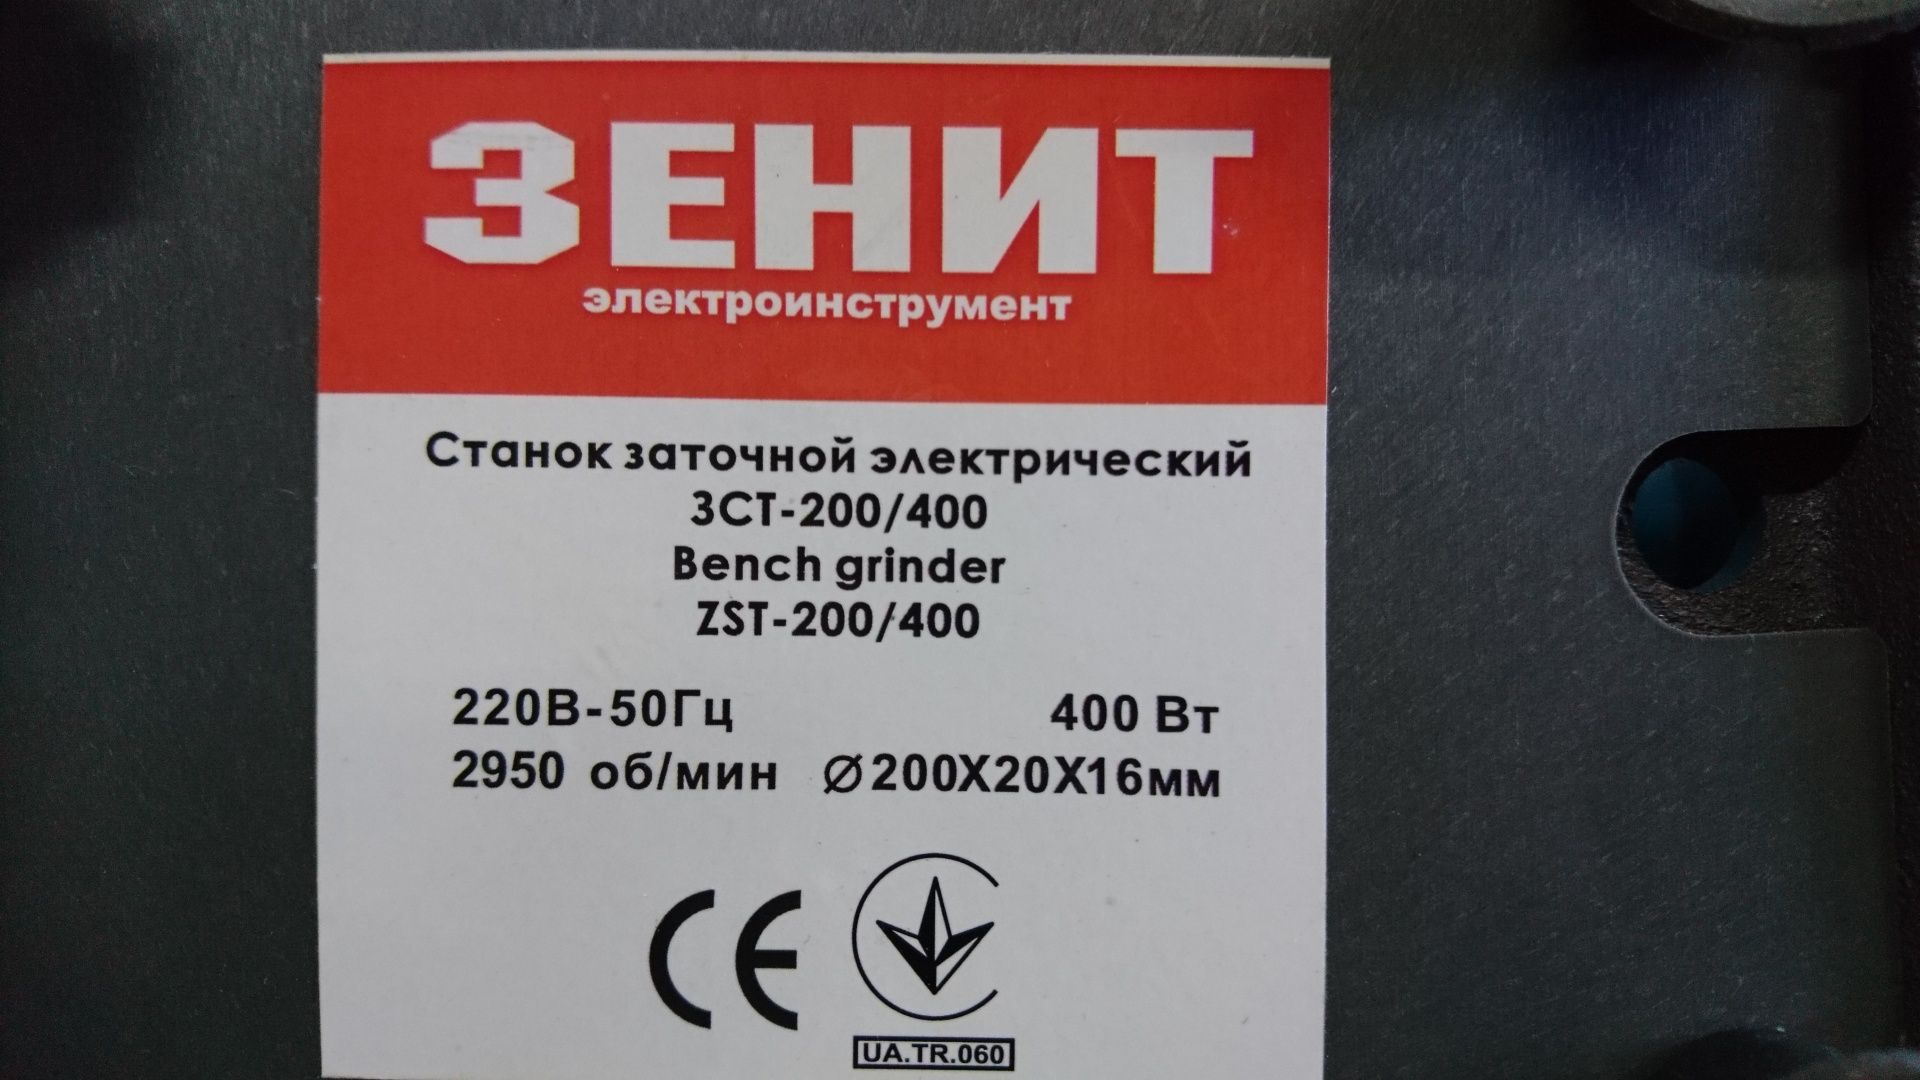 ЗЕНИТ
электроинструмент
Станок заточной электрический
ЗСТ-200/400
Bench grinder
ZST-200/400
220В-50Гц 400 Вт
2950 об/мин ⌀200X20X16мм
CE
UA.TR.060